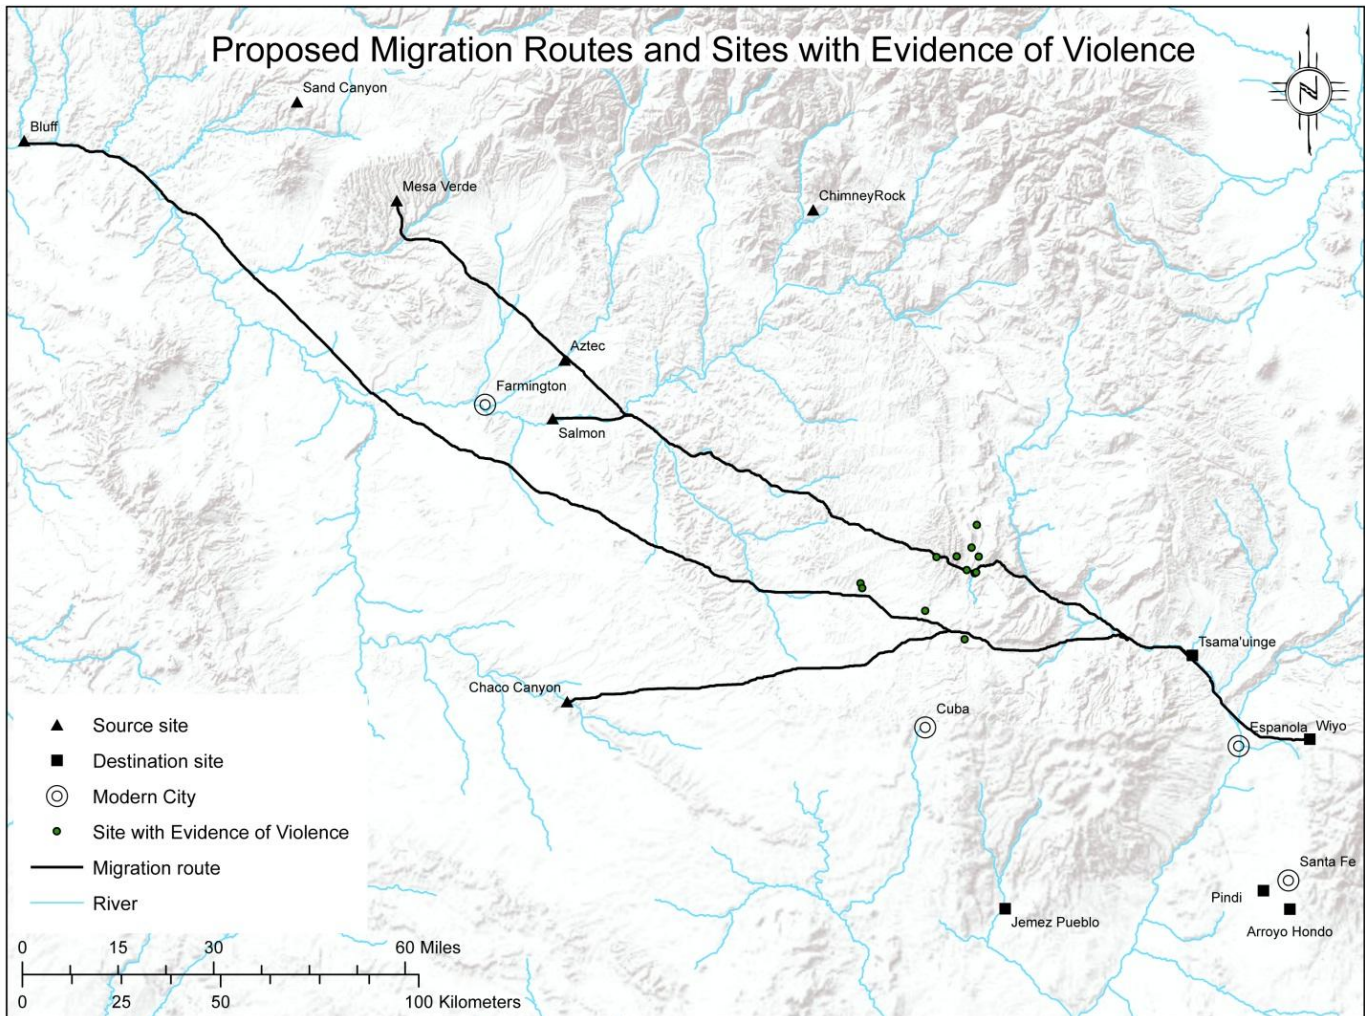 Proposed Migration Routes and Sites with Evidence of Violence
Sand Canyon
Bluff
Mesa Verde
ChimneyRock
Aztec
Farmington
Salmon
Tsama'uinge
Chaco Canyon
Cuba
Espanola
Wiyo
Santa Fe
Pindi
Jemez Pueblo
Arroyo Hondo
Source site
Destination site
Modern City
Site with Evidence of Violence
Migration route
River
0 15 30 60 Miles
0 25 50 100 Kilometers
N